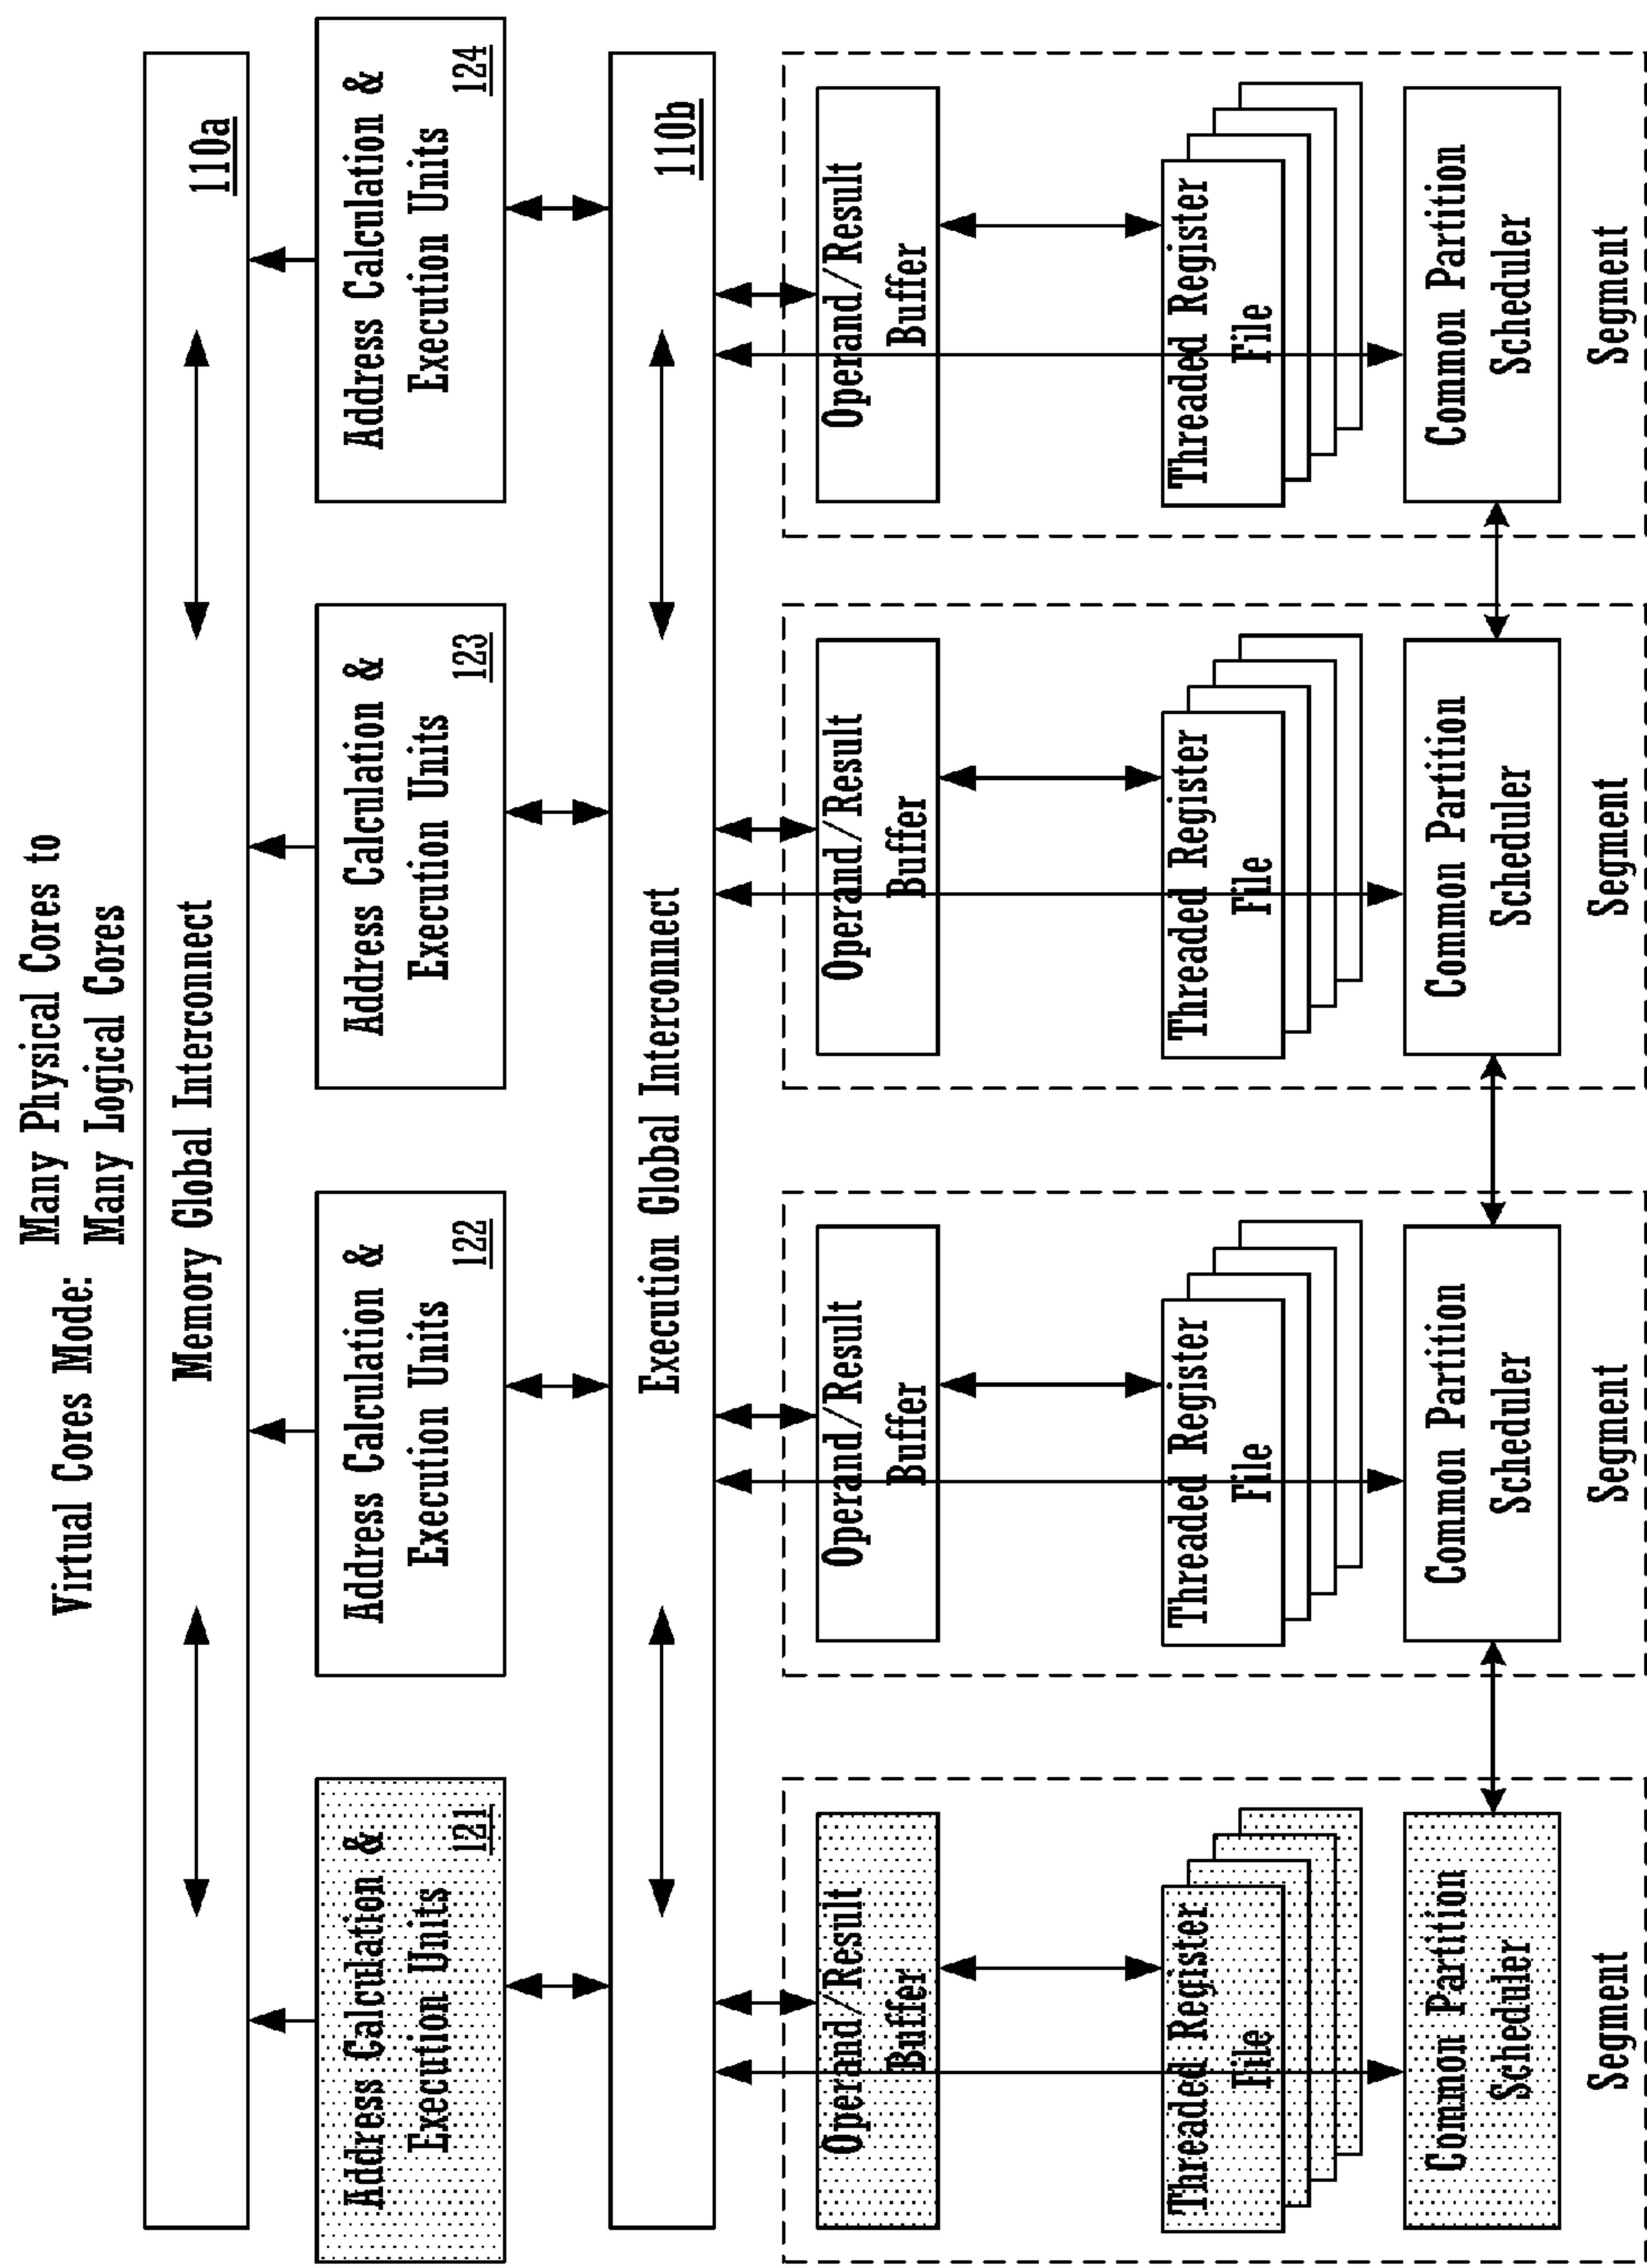 Virtual Cores Mode:
Many Physical Cores to
Many Logical Cores
Memory Global Interconnect
110a
Address Calculation &
Execution Units
121
Address Calculation &
Execution Units
122
Address Calculation &
Execution Units
123
Address Calculation &
Execution Units
124
Execution Global Interconnect
110b
Operand/Result
Buffer
Threaded Register
File
Common Partition
Scheduler
Segment
Operand/Result
Buffer
Threaded Register
File
Common Partition
Scheduler
Segment
Operand/Result
Buffer
Threaded Register
File
Common Partition
Scheduler
Segment
Operand/Result
Buffer
Threaded Register
File
Common Partition
Scheduler
Segment